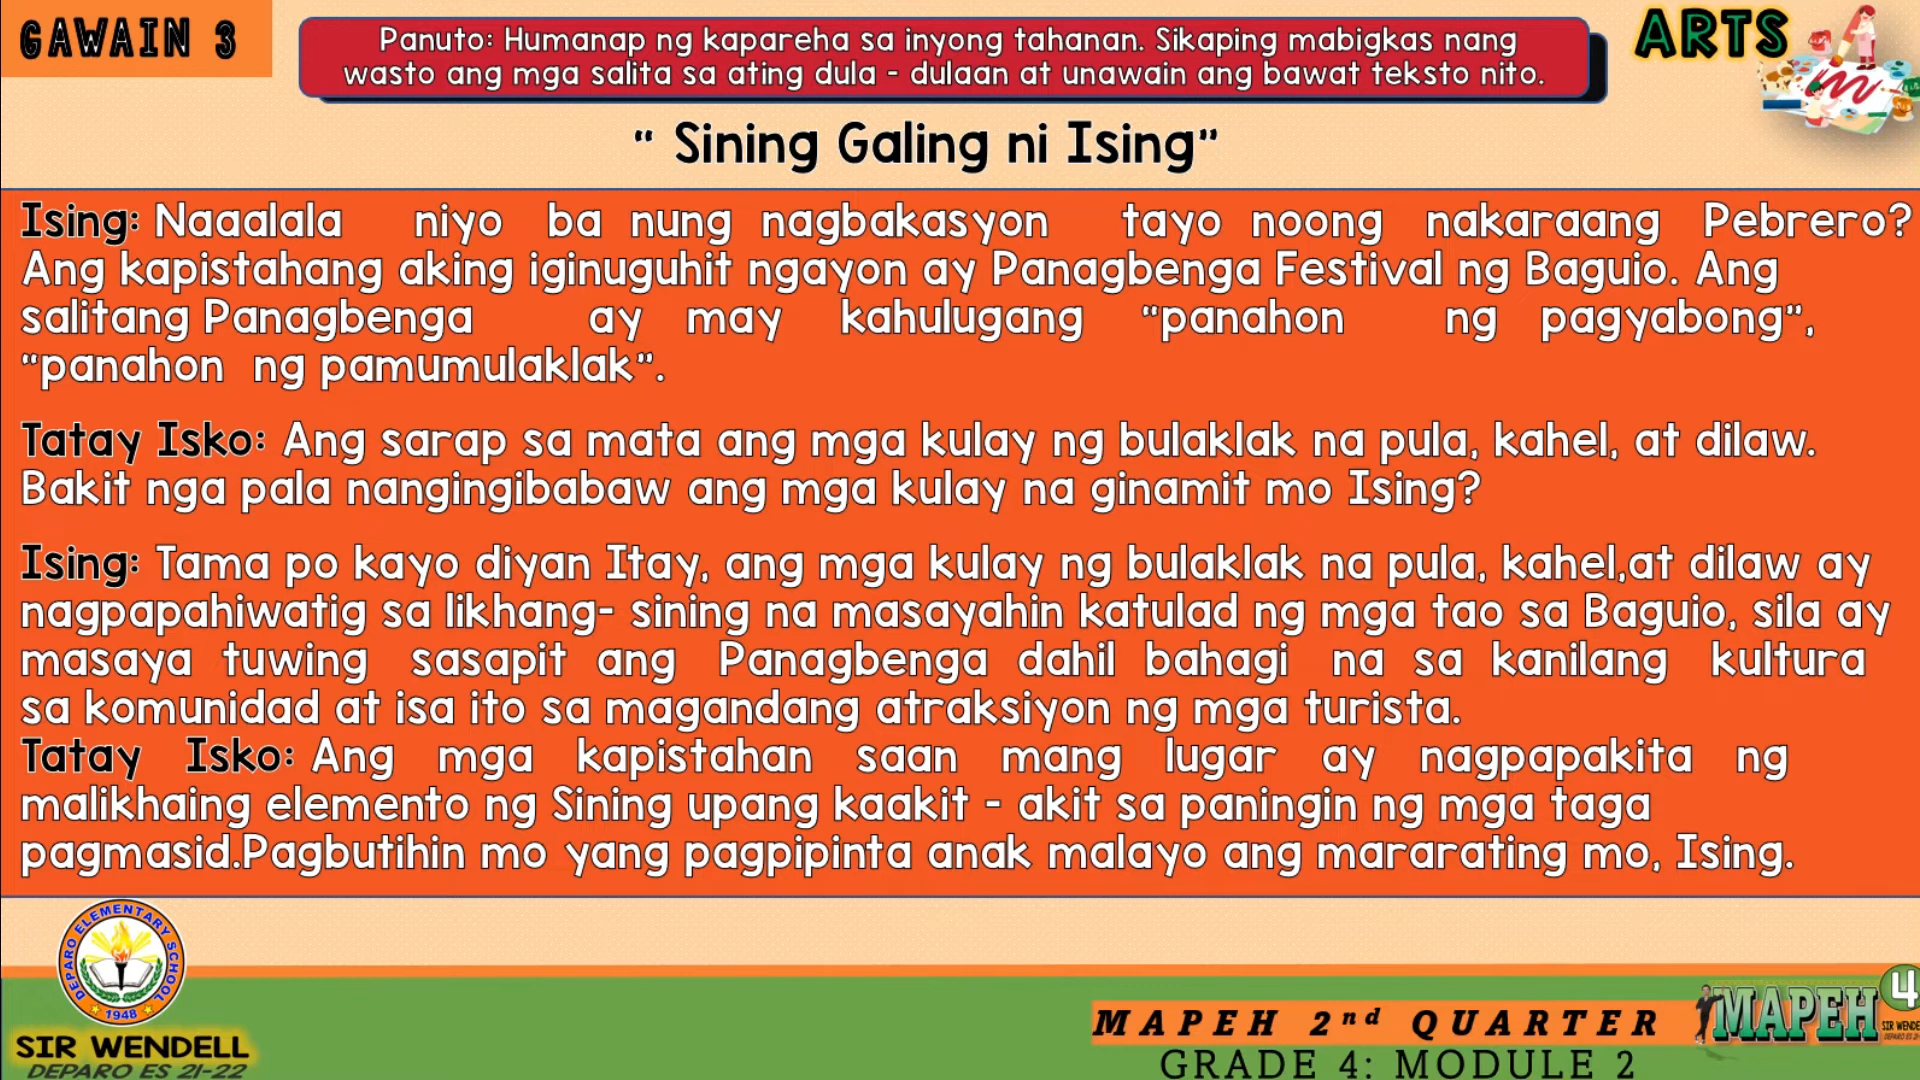 GAWAIN 3
Panuto: Humanap ng kapareha sa inyong tahanan. Sikaping mabigkas nang
wasto ang mga salita sa ating dula - dulaan at unawain ang bawat teksto nito.
ARTS
“ Sining Galing ni Ising”
Ising: Naaalala niyo ba nung nagbakasyon tayo noong nakaraang Pebrero?
Ang kapistahang aking iginuguhit ngayon ay Panagbenga Festival ng Baguio. Ang
salitang Panagbenga ay may kahulugang “panahon ng pagyabong”,
“panahon ng pamumulaklak”.
Tatay Isko: Ang sarap sa mata ang mga kulay ng bulaklak na pula, kahel, at dilaw.
Bakit nga pala nangingibabaw ang mga kulay na ginamit mo Ising?
Ising: Tama po kayo diyan Itay, ang mga kulay ng bulaklak na pula, kahel,at dilaw ay
nagpapahiwatig sa likhang- sining na masayahin katulad ng mga tao sa Baguio, sila ay
masaya tuwing sasapit ang Panagbenga dahil bahagi na sa kanilang kultura
sa komunidad at isa ito sa magandang atraksiyon ng mga turista.
Tatay Isko: Ang mga kapistahan saan mang lugar ay nagpapakita ng
malikhaing elemento ng Sining upang kaakit - akit sa paningin ng mga taga
pagmasid.Pagbutihin mo yang pagpipinta anak malayo ang mararating mo, Ising.
DEPARO ELEMENTARY SCHOOL
1948
SIR WENDELL
DEPARO ES 21-22
MAPEH 2nd QUARTER
GRADE 4: MODULE 2
MAPEH 4